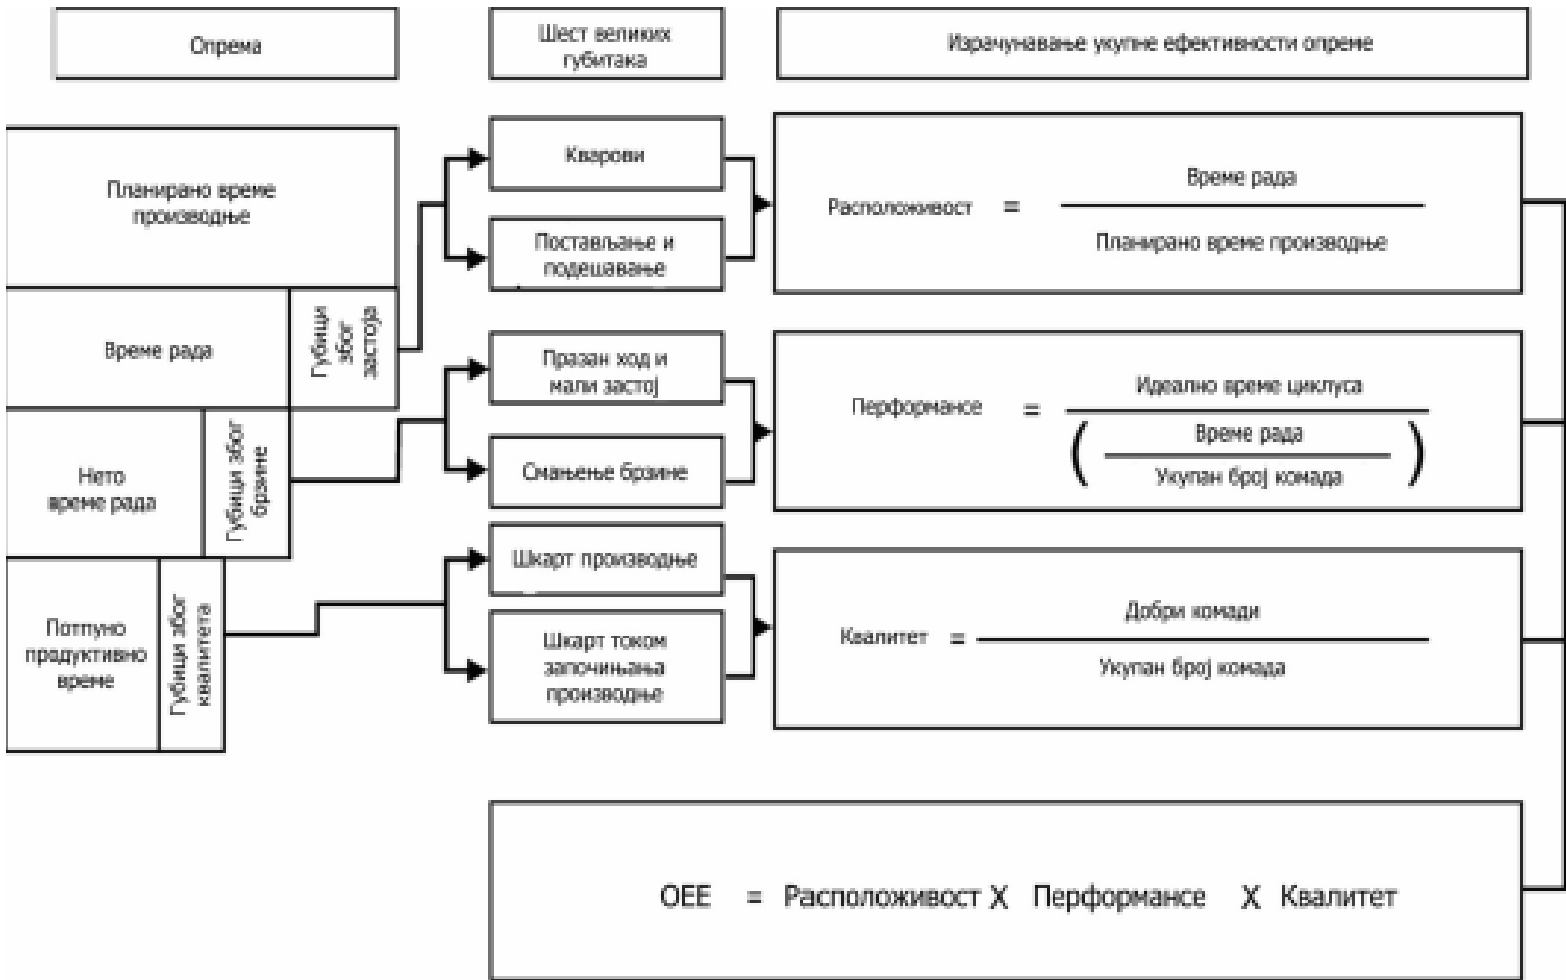 Опрема
Шест великих
губитака
Израчунавање укупне ефективности опреме
Планирано време
производње
Време рада
Губици
због
застоја
Нето
време рада
Губици због
брзине
Потпуно
продуктивно
време
Губици због
квалитета
Кварови
Постављање и
подешавање
Празан ход и
мали застој
Смањење брзине
Шкарт производње
Шкарт током
започињања
производње
Време рада
Расположивост =
Планирано време производње
Идеално време циклуса
Перформансе =
( Време рада )
Укупан број комада
Добри комади
Квалитет =
Укупан број комада
OEE = Расположивост X Перформансе X Квалитет